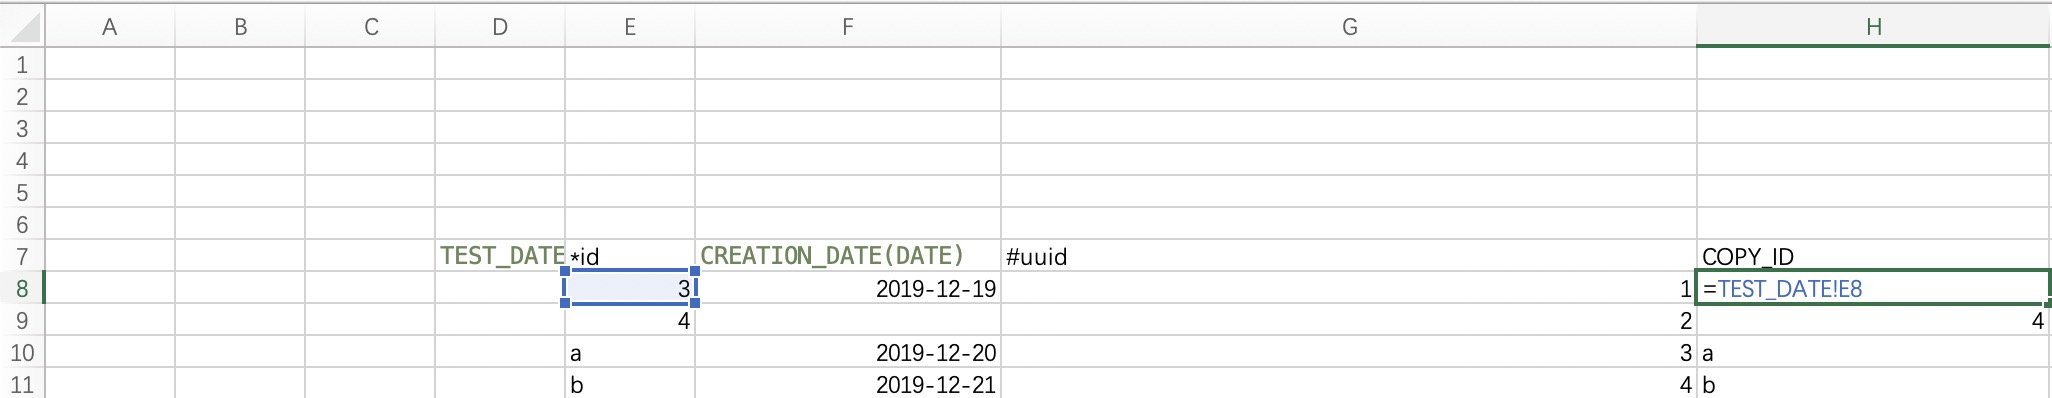 A B C D E F G H
1
2
3
4
5
6
7 TEST_DATE *id CREATION_DATE(DATE) #uuid COPY_ID
8 3 2019-12-19 1 =TEST_DATE!E8
9 4 2 4
10 a 2019-12-20 3 a
11 b 2019-12-21 4 b